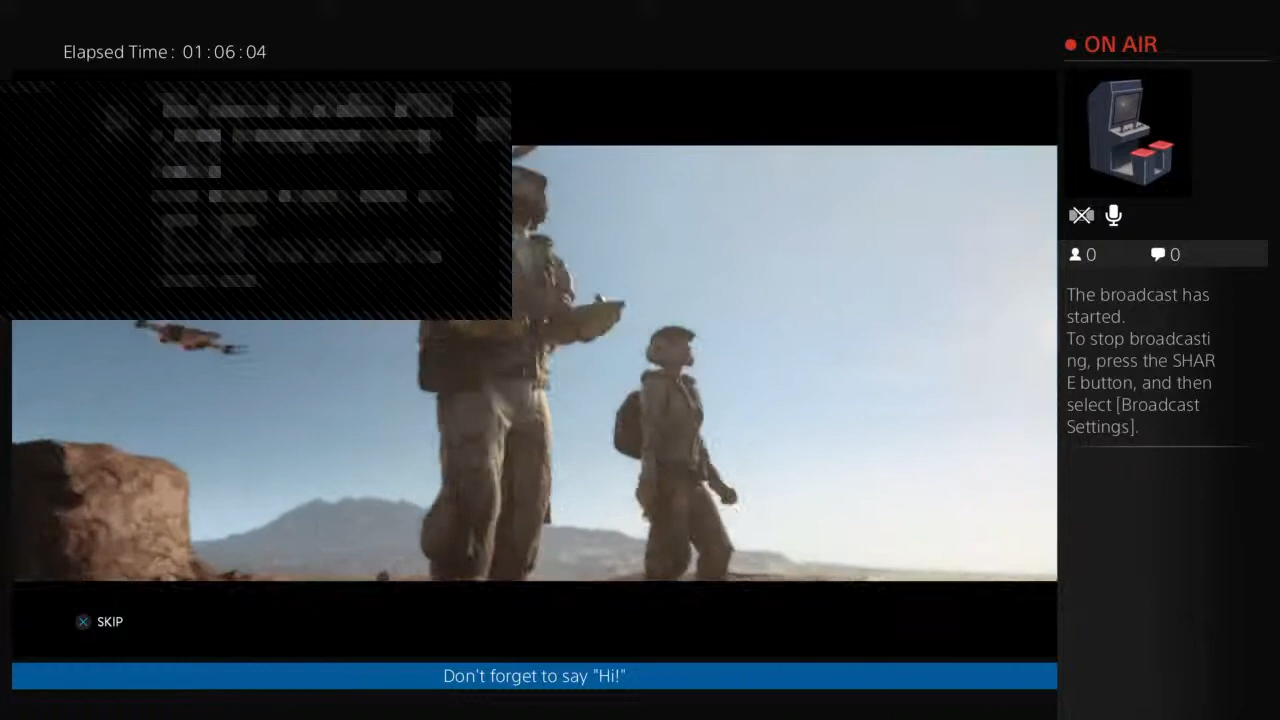 Elapsed Time: 01:06:04
ON AIR
0 0
The broadcast has
started.
To stop broadcasti
ng, press the SHAR
E button, and then
select [Broadcast
Settings].
SKIP
Don't forget to say "Hi!"